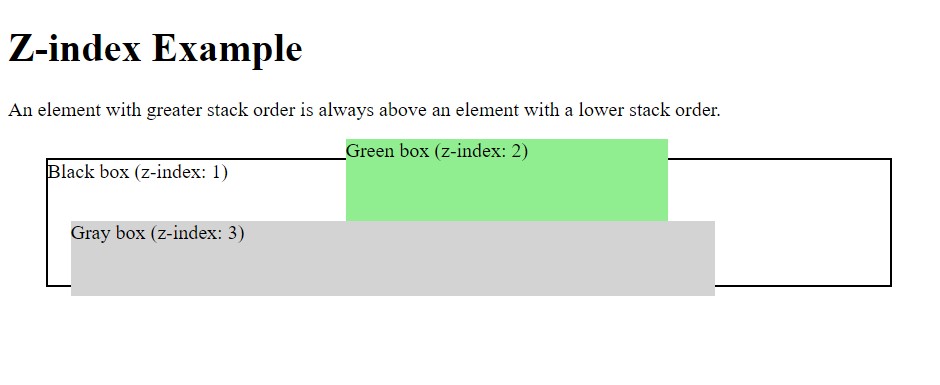 Z-index Example
An element with greater stack order is always above an element with a lower stack order.
Green box (z-index: 2)
Black box (z-index: 1)
Gray box (z-index: 3)